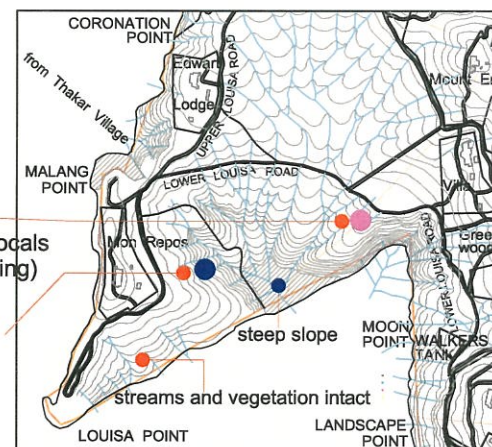 CORONATION
POINT
from Thakar Village
Edwar
Lodge
UPPER LOUISA ROAD
Mount E
MALANG
POINT
LOWER LOUISA ROAD
Villa
ocals
ing)
Mon Repos
Gree
wood
LOWER LOUISA ROAD
steep slope
MOON
POINT
WALKERS
TANK
streams and vegetation intact
LOUISA POINT
LANDSCAPE
POINT